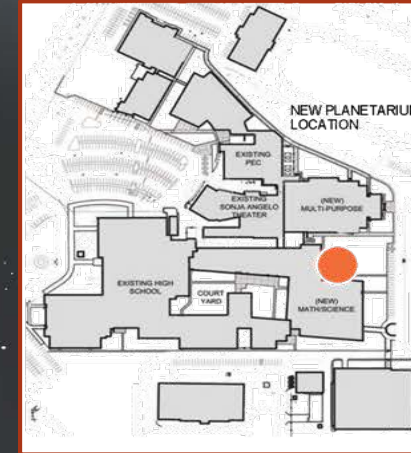 NEW PLANETARIUM
LOCATION
EXISTING
PEC
EXISTING
SONJA ANGELO
THEATER
(NEW)
MULTI-PURPOSE
EXISTING HIGH
SCHOOL
COURT
YARD
(NEW)
MATH/SCIENCE